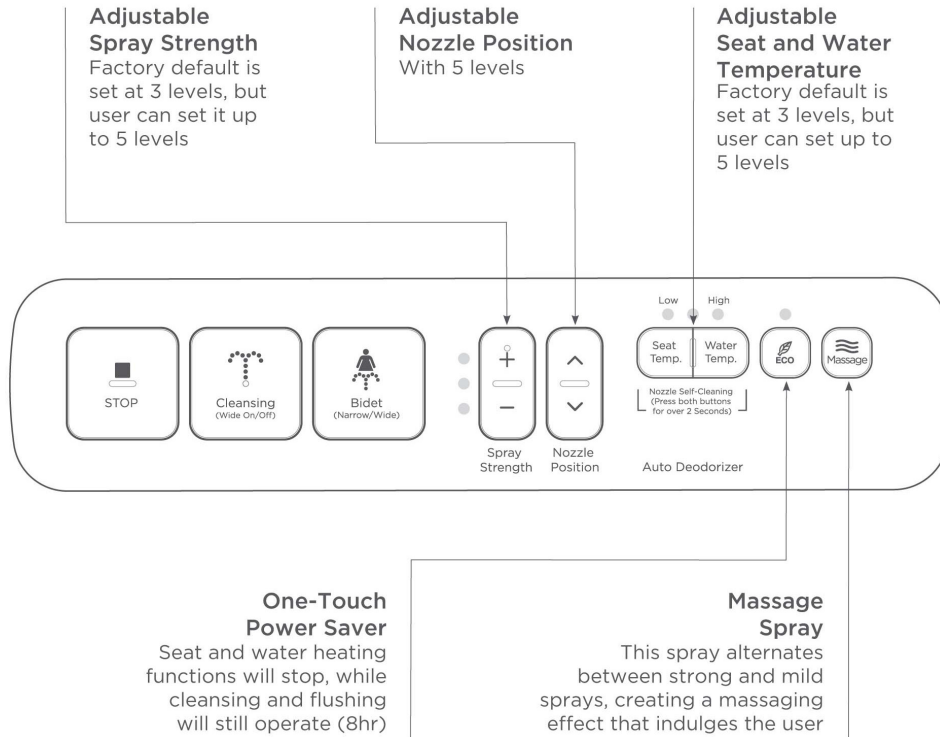 Adjustable
Spray Strength
Factory default is
set at 3 levels, but
user can set it up
to 5 levels
Adjustable
Nozzle Position
With 5 levels
Adjustable
Seat and Water
Temperature
Factory default is
set at 3 levels, but
user can set up to
5 levels
STOP
Cleansing
(Wide On/Off)
Bidet
(Narrow/Wide)
+
−
Spray
Strength
Nozzle
Position
Low High
Seat
Temp.
Water
Temp.
Nozzle Self-Cleaning
(Press both buttons
for over 2 Seconds)
Auto Deodorizer
ECO
Massage
One-Touch
Power Saver
Seat and water heating
functions will stop, while
cleansing and flushing
will still operate (8hr)
Massage
Spray
This spray alternates
between strong and mild
sprays, creating a massaging
effect that indulges the user